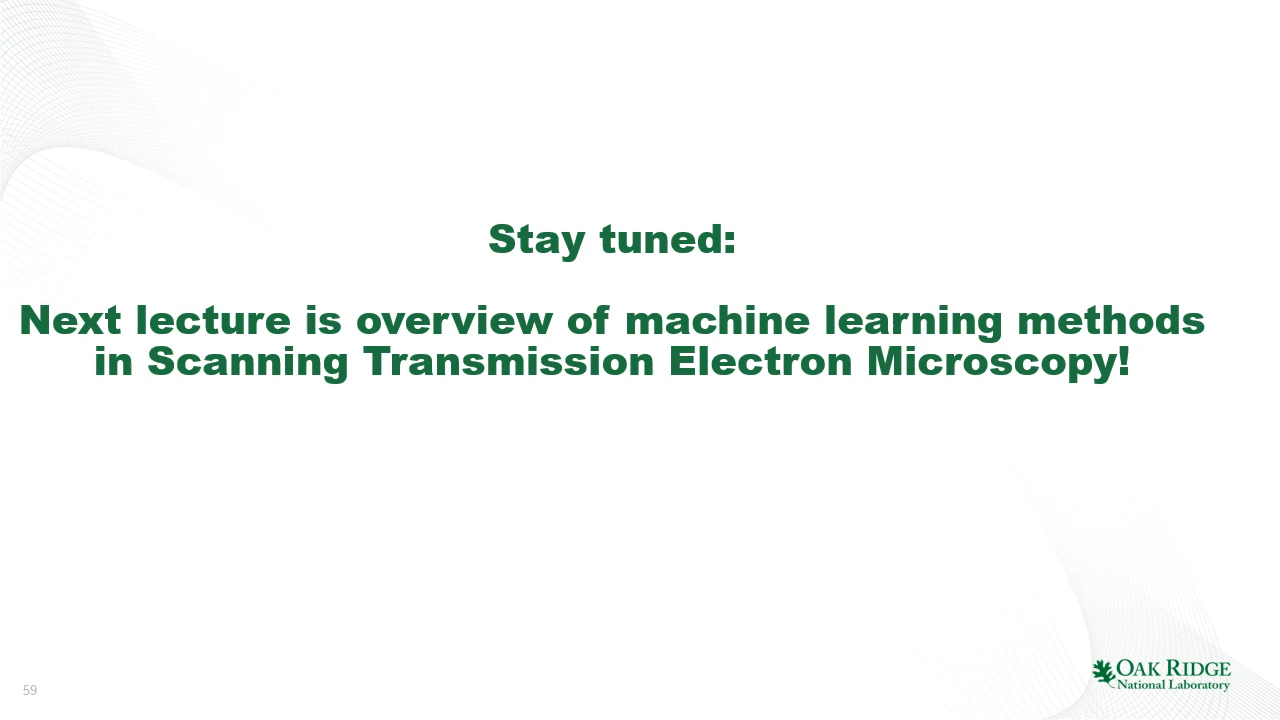 Stay tuned:
Next lecture is overview of machine learning methods
in Scanning Transmission Electron Microscopy!
59
OAK RIDGE
National Laboratory